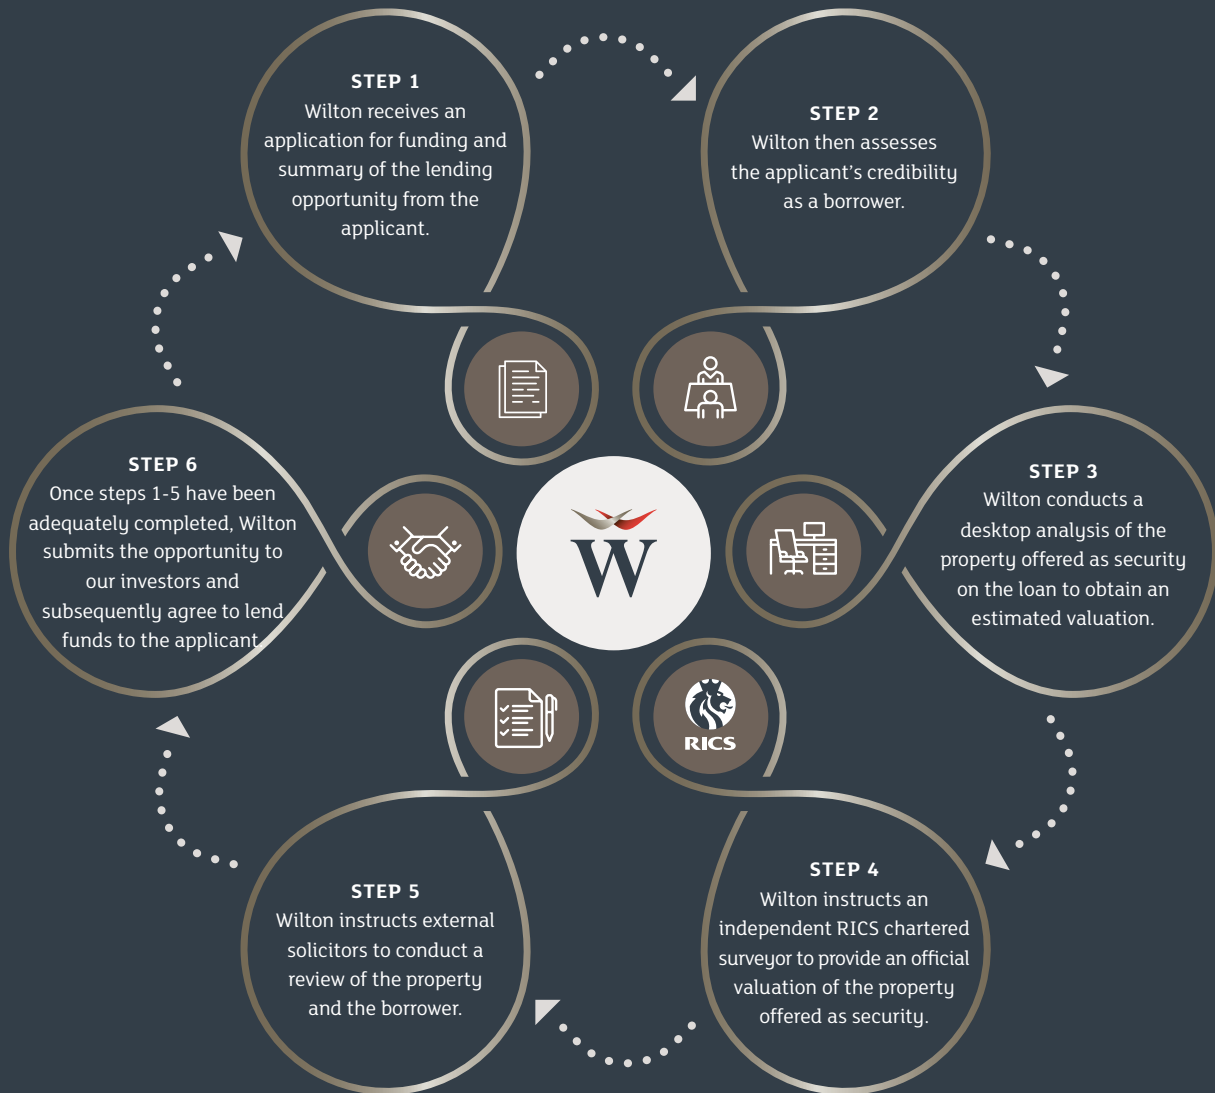 STEP 1
Wilton receives an
application for funding and
summary of the lending
opportunity from the
applicant.
STEP 2
Wilton then assesses
the applicant’s credibility
as a borrower.
STEP 3
Wilton conducts a
desktop analysis of the
property offered as security
on the loan to obtain an
estimated valuation.
STEP 4
Wilton instructs an
independent RICS chartered
surveyor to provide an official
valuation of the property
offered as security.
STEP 5
Wilton instructs external
solicitors to conduct a
review of the property
and the borrower.
STEP 6
Once steps 1-5 have been
adequately completed, Wilton
submits the opportunity to
our investors and
subsequently agree to lend
funds to the applicant.
W
RICS